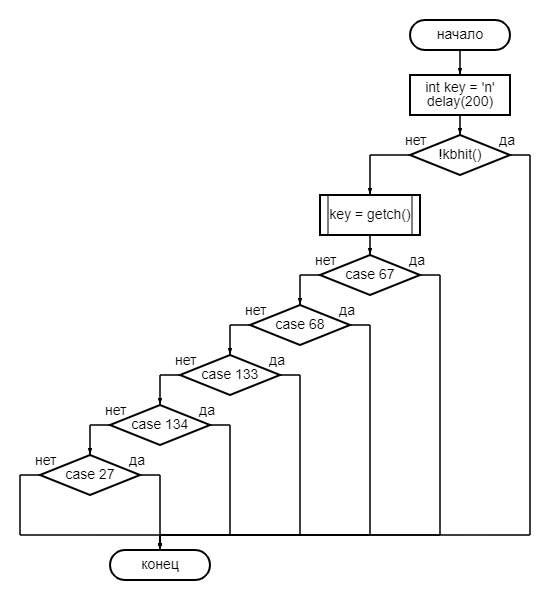 начало
int key = 'n'
delay(200)
нет
да
!kbhit()
key = getch()
нет
да
case 67
нет
да
case 68
нет
да
case 133
нет
да
case 134
нет
да
case 27
конец